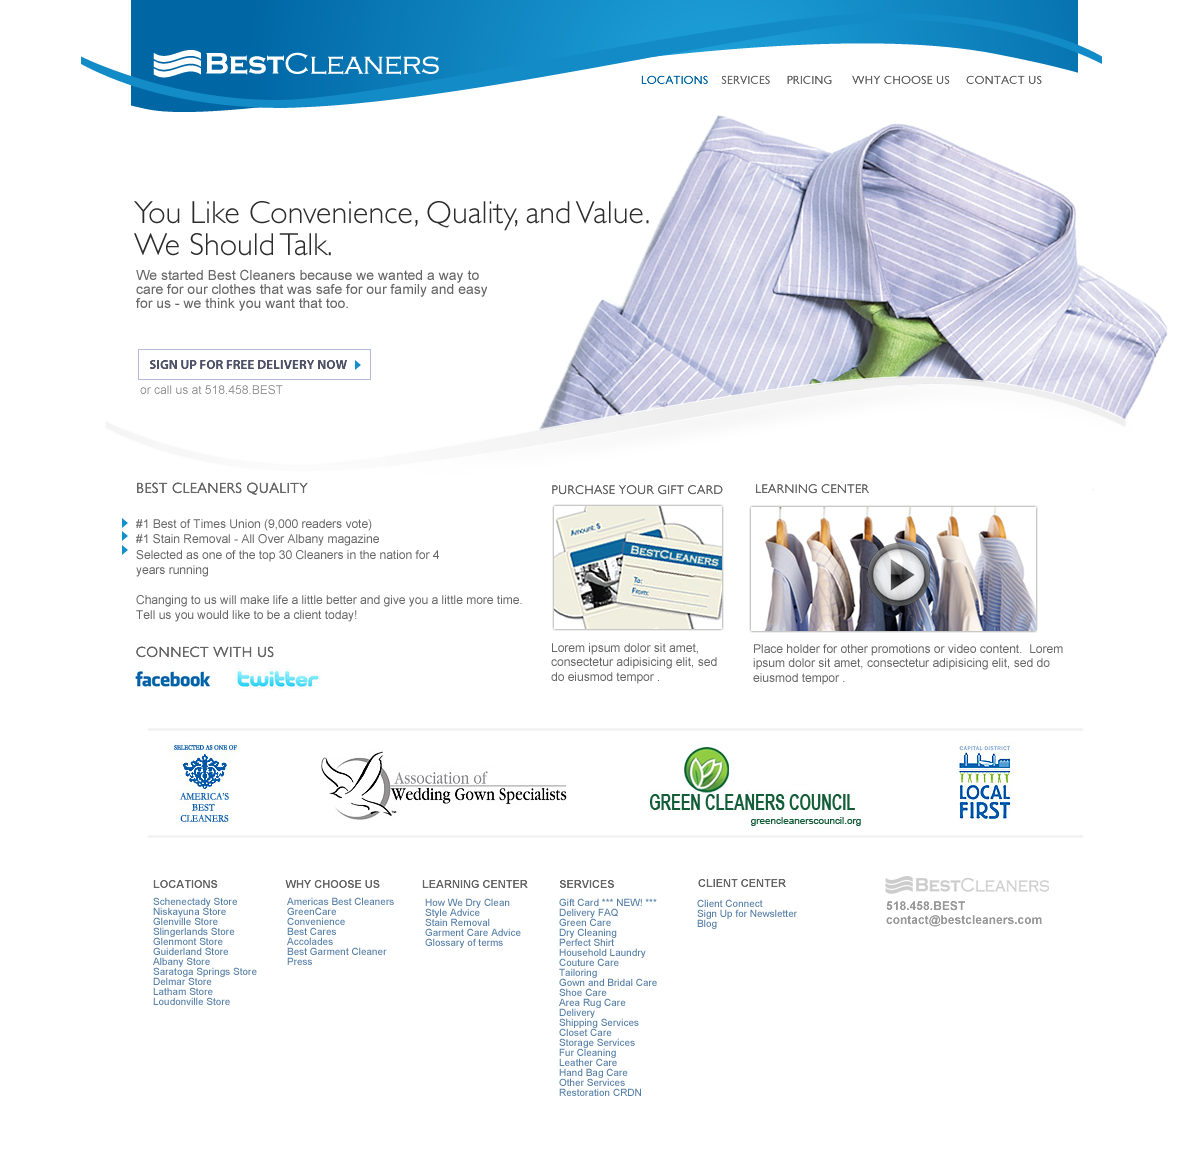 BESTCLEANERS
LOCATIONS SERVICES PRICING WHY CHOOSE US CONTACT US
You Like Convenience, Quality, and Value.
We Should Talk.
We started Best Cleaners because we wanted a way to
care for our clothes that was safe for our family and easy
for us - we think you want that too.
SIGN UP FOR FREE DELIVERY NOW
or call us at 518.458.BEST
BEST CLEANERS QUALITY
#1 Best of Times Union (9,000 readers vote)
#1 Stain Removal - All Over Albany magazine
Selected as one of the top 30 Cleaners in the nation for 4
years running
Changing to us will make life a little better and give you a little more time.
Tell us you would like to be a client today!
CONNECT WITH US
facebook twitter
PURCHASE YOUR GIFT CARD
Amount: $
BESTCLEANERS
To:
From:
Lorem ipsum dolor sit amet,
consectetur adipisicing elit, sed
do eiusmod tempor .
LEARNING CENTER
Place holder for other promotions or video content. Lorem
ipsum dolor sit amet, consectetur adipisicing elit, sed do
eiusmod tempor .
SELECTED AS ONE OF
AMERICA'S
BEST
CLEANERS
Association of
Wedding Gown Specialists
GREEN CLEANERS COUNCIL
greencleanerscouncil.org
CAPITAL DISTRICT
LOCAL
FIRST
LOCATIONS
Schenectady Store
Niskayuna Store
Glenville Store
Slingerlands Store
Glenmont Store
Guiderland Store
Albany Store
Saratoga Springs Store
Delmar Store
Latham Store
Loudonville Store
WHY CHOOSE US
Americas Best Cleaners
GreenCare
Convenience
Best Cares
Accolades
Best Garment Cleaner
Press
LEARNING CENTER
How We Dry Clean
Style Advice
Stain Removal
Garment Care Advice
Glossary of terms
SERVICES
Gift Card *** NEW! ***
Delivery FAQ
Green Care
Dry Cleaning
Perfect Shirt
Household Laundry
Couture Care
Tailoring
Gown and Bridal Care
Shoe Care
Area Rug Care
Delivery
Shipping Services
Closet Care
Storage Services
Fur Cleaning
Leather Care
Hand Bag Care
Other Services
Restoration CRDN
CLIENT CENTER
Client Connect
Sign Up for Newsletter
Blog
BESTCLEANERS
518.458.BEST
contact@bestcleaners.com